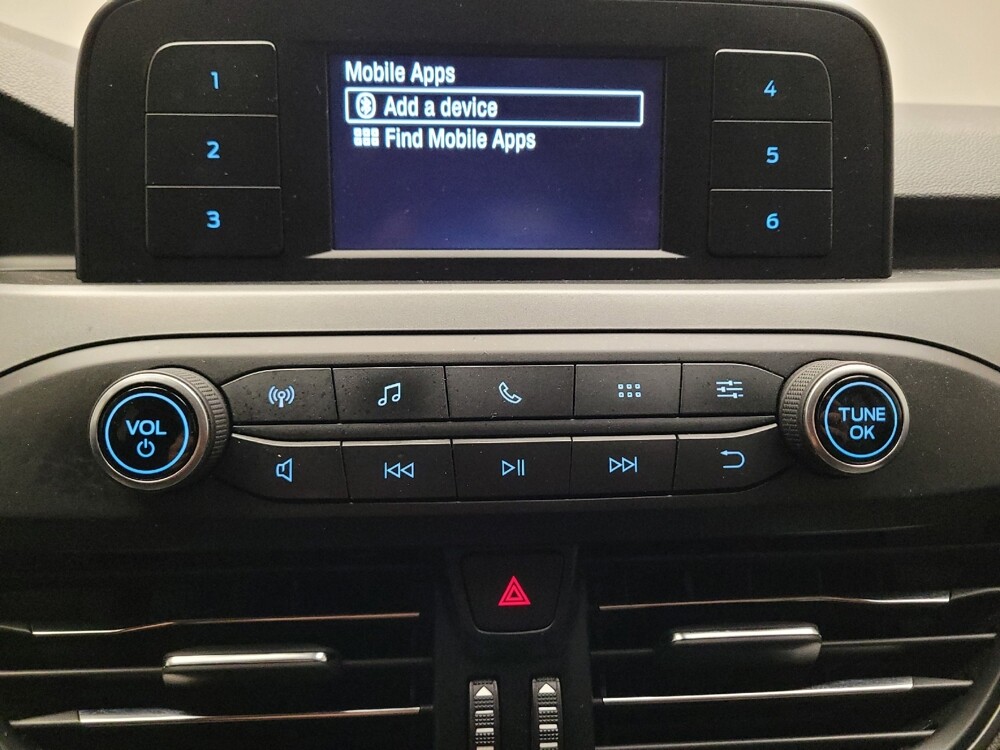 Mobile Apps
Add a device
Find Mobile Apps
1
2
3
4
5
6
VOL
TUNE
OK